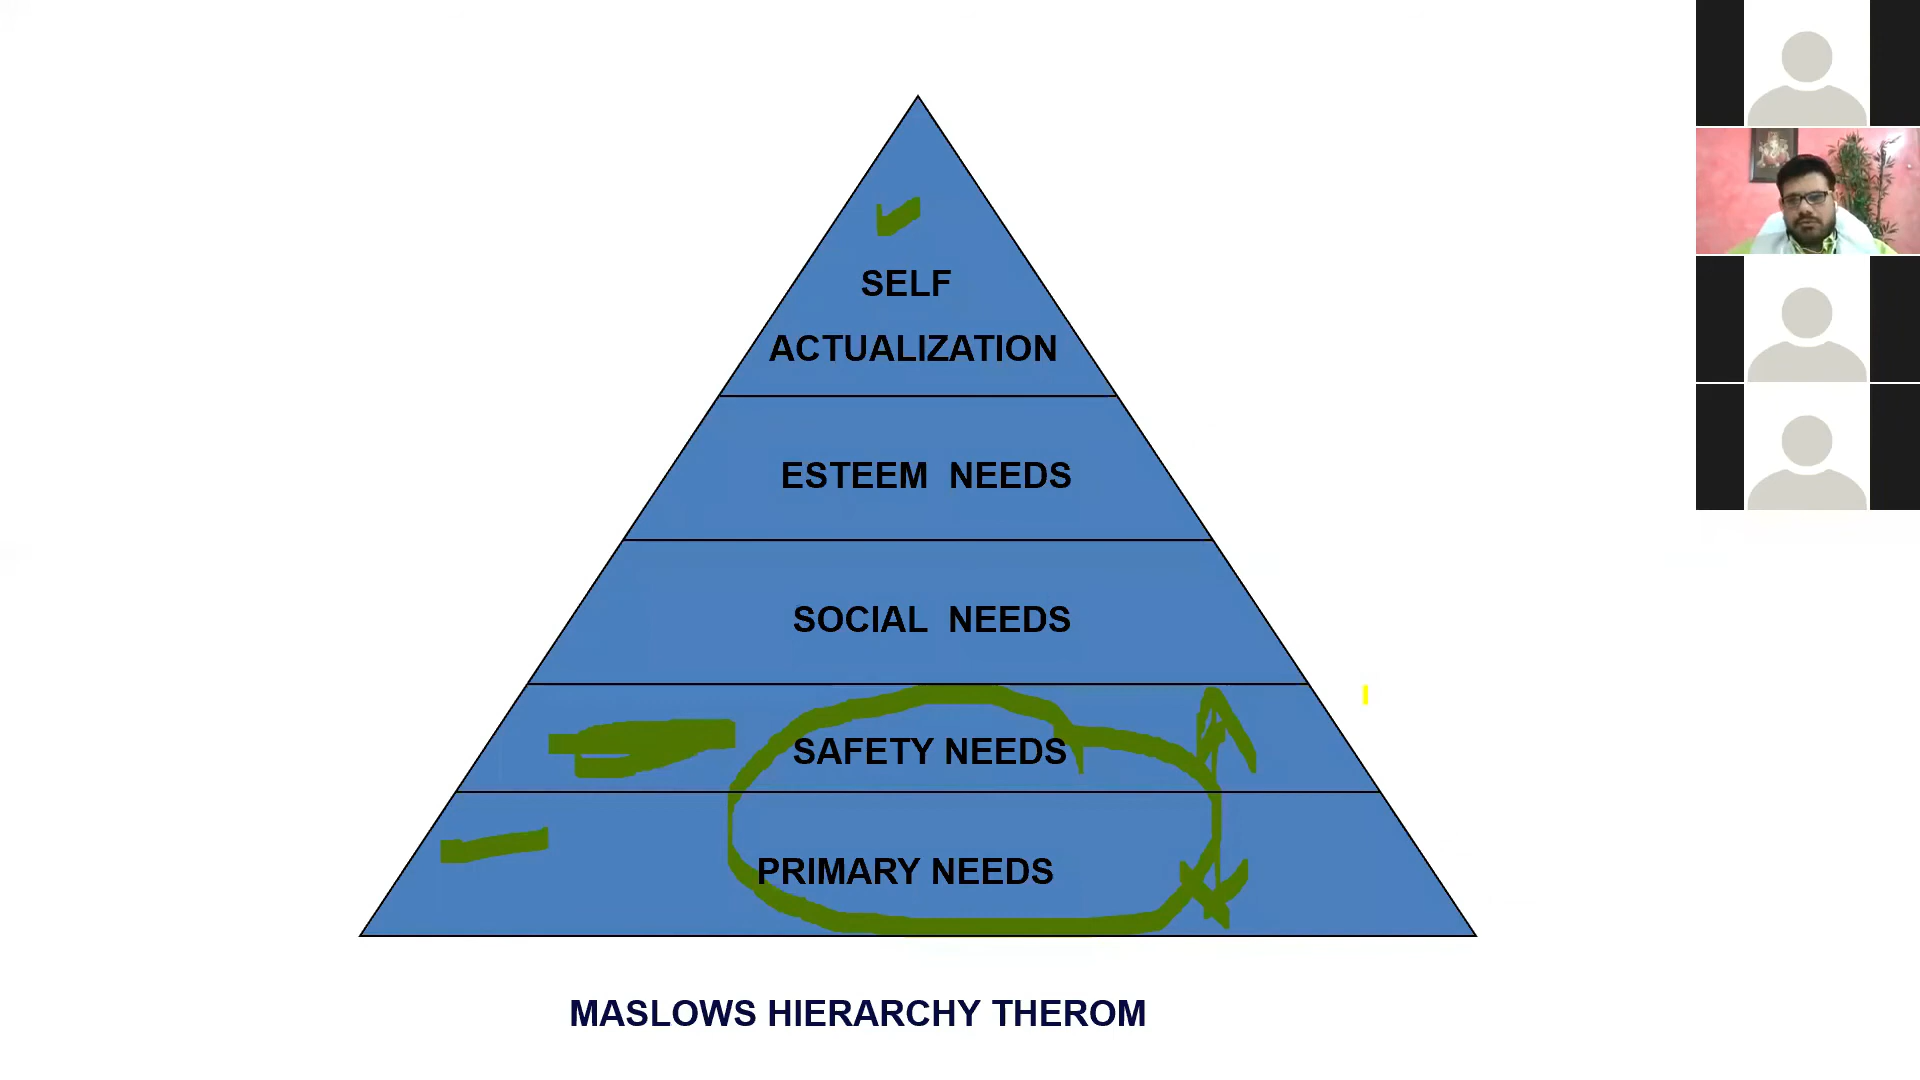 SELF
ACTUALIZATION
ESTEEM NEEDS
SOCIAL NEEDS
SAFETY NEEDS
PRIMARY NEEDS
MASLOWS HIERARCHY THEROM